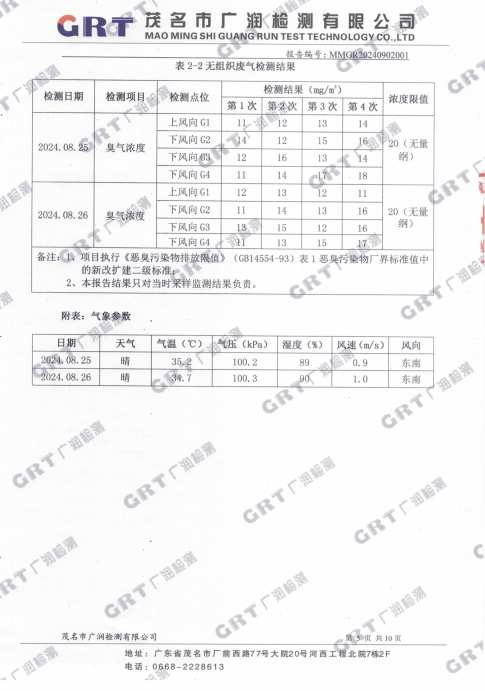 GRT 茂名市广润检测有限公司
MAO MING SHI GUANG RUN TEST TECHNOLOGY CO.,LTD
报告编号: MMGR20240902001
表 2-2 无组织废气检测结果
检测日期 检测项目 检测点位 检测结果(mg/m³) 浓度限值
第 1 次 第 2 次 第 3 次 第 4 次
2024.08.25 臭气浓度 上风向 G1 11 12 13 14 20(无量纲)
下风向 G2 14 12 15 16
下风向 G3 12 16 13 14
下风向 G4 11 14 17 18
2024.08.26 臭气浓度 上风向 G1 12 13 12 11 20(无量纲)
下风向 G2 11 14 13 16
下风向 G3 13 15 12 16
下风向 G4 11 13 15 17
备注: 1、项目执行《恶臭污染物排放限值》(GB14554-93)表 1 恶臭污染物厂界标准值中
的新改扩建二级标准;
2、本报告结果只对当时采样监测结果负责。
附表: 气象参数
日期 天气 气温(℃) 气压(kPa) 湿度(%) 风速(m/s) 风向
2024.08.25 晴 35.2 100.2 89 0.9 东南
2024.08.26 晴 34.7 100.3 90 1.0 东南
茂名市广润检测有限公司 第 5 页 共 10 页
地址: 广东省茂名市厂前西路77号大院20号河西工程北院7栋2F
电话: 0668-2228613